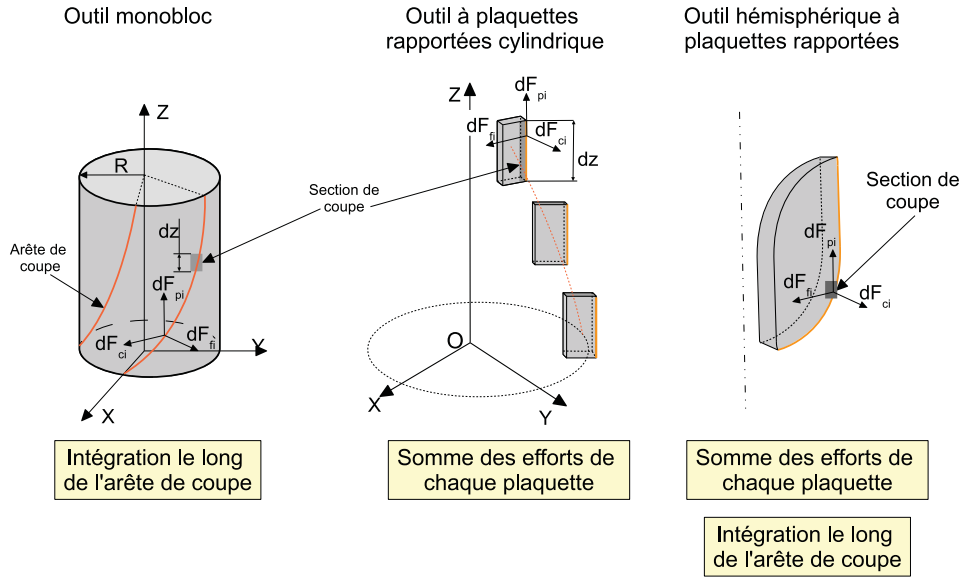 Outil monobloc
Outil à plaquettes
rapportées cylindrique
Outil hémisphérique à
plaquettes rapportées
Z
R
dz
Arête de
coupe
dF pi
dF ci
dF fi
Y
X
Section de
coupe
Z
dF pi
dF fi
dF ci
dz
O
X
Y
Section de
coupe
dF pi
dF fi
dF ci
Intégration le long
de l'arête de coupe
Somme des efforts de
chaque plaquette
Somme des efforts de
chaque plaquette
Intégration le long
de l'arête de coupe